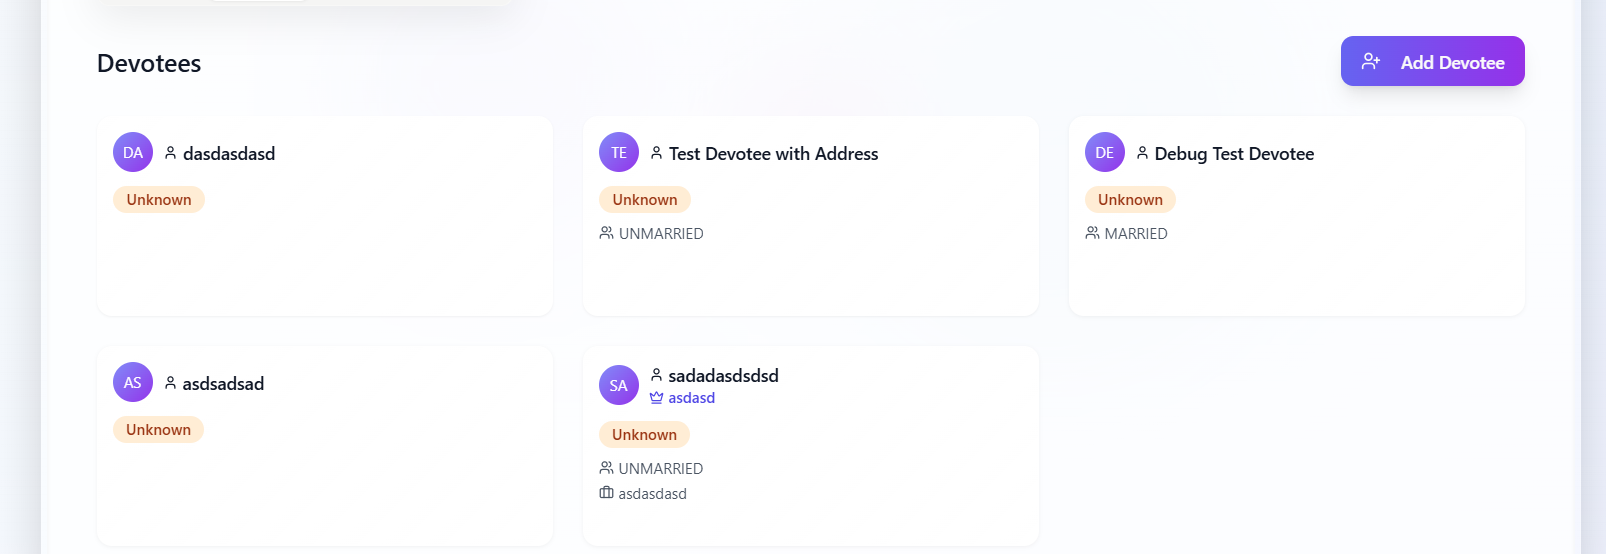 Devotees
Add Devotee
DA
dasdasdasd
Unknown
TE
Test Devotee with Address
Unknown
UNMARRIED
DE
Debug Test Devotee
Unknown
MARRIED
AS
asdsadsad
Unknown
SA
sadadasdsdsd
asdasd
Unknown
UNMARRIED
asdasdasd